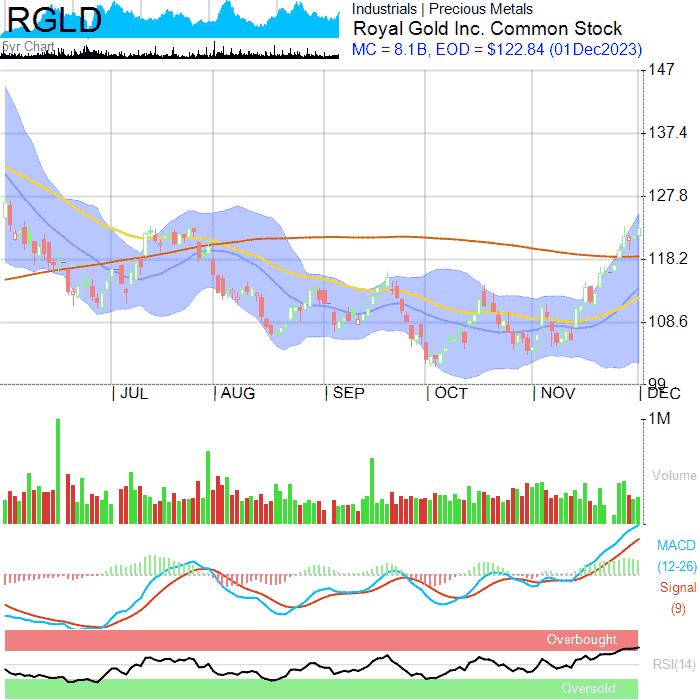 RGLD
5yr Chart
Industrials | Precious Metals
Royal Gold Inc. Common Stock
MC = 8.1B, EOD = $122.84 (01Dec2023)
147
137.4
127.8
118.2
108.6
99
JUL AUG SEP OCT NOV DEC
1M
Volume
MACD
(12-26)
Signal
(9)
Overbought
RSI(14)
Oversold